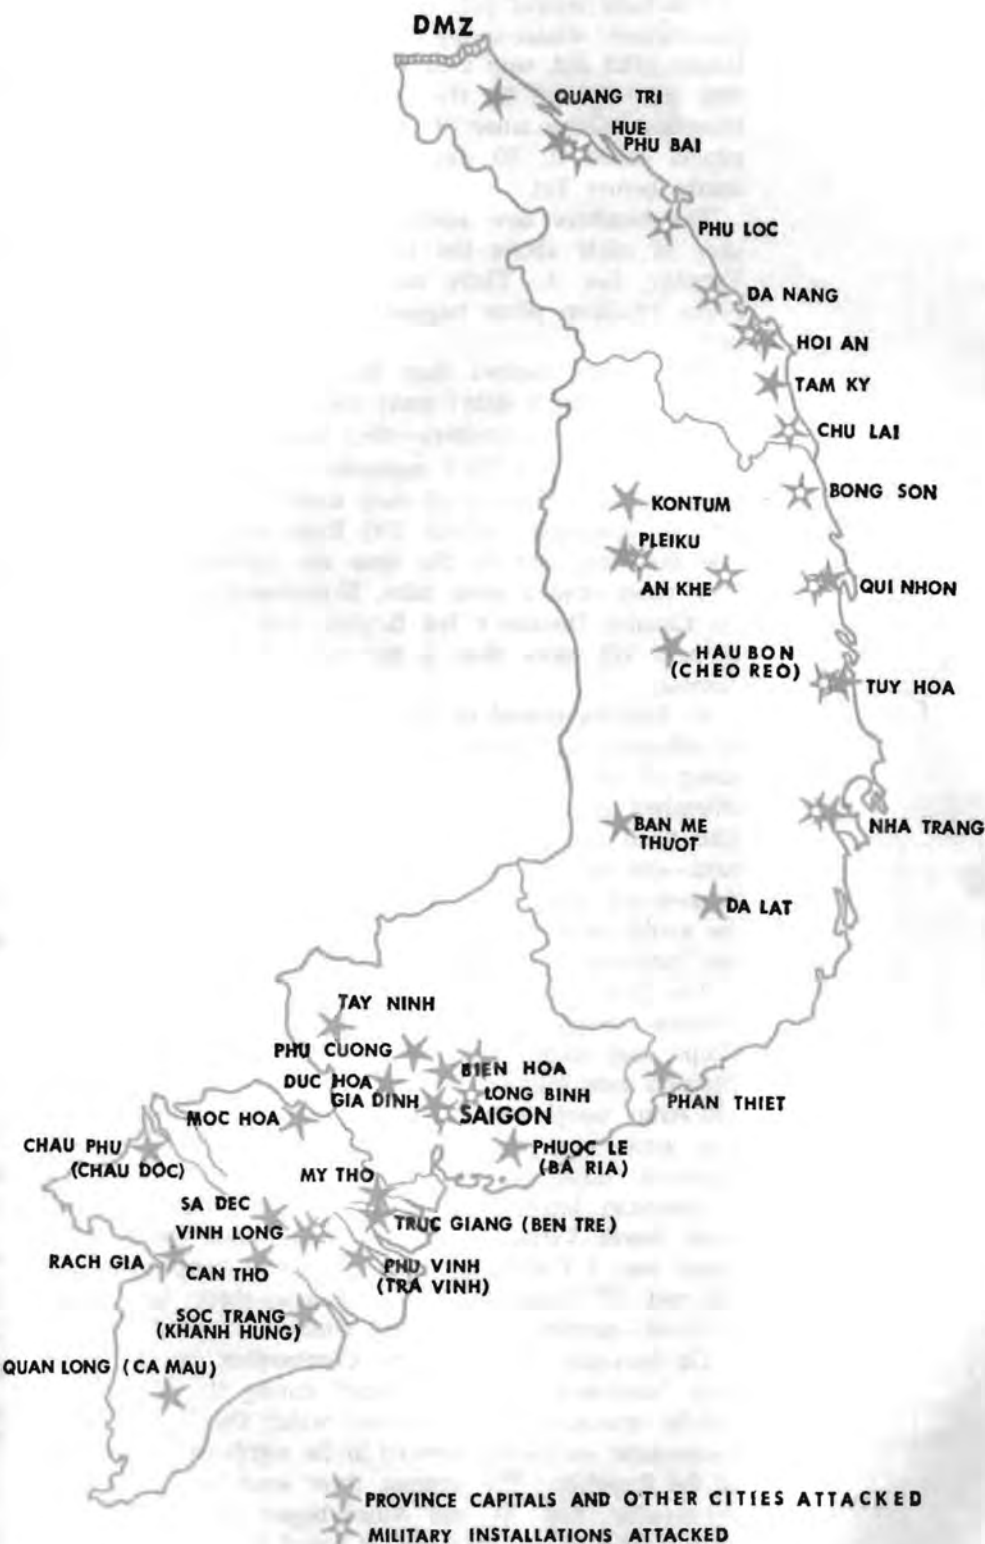 DMZ
QUANG TRI
HUE
PHU BAI
PHU LOC
DA NANG
HOI AN
TAM KY
CHU LAI
BONG SON
KONTUM
PLEIKU
AN KHE
QUI NHON
HAU BON
(CHEO REO)
TUY HOA
NHA TRANG
BAN ME
THUOT
DA LAT
TAY NINH
PHU CUONG
BIEN HOA
DUC HOA
GIA DINH
LONG BINH
SAIGON
PHAN THIET
MOC HOA
CHAU PHU
(CHAU DOC)
PHUOC LE
(BA RIA)
MY THO
SA DEC
TRUC GIANG (BEN TRE)
VINH LONG
RACH GIA
CAN THO
PHU VINH
(TRA VINH)
SOC TRANG
(KHANH HUNG)
QUAN LONG (CA MAU)
PROVINCE CAPITALS AND OTHER CITIES ATTACKED
MILITARY INSTALLATIONS ATTACKED